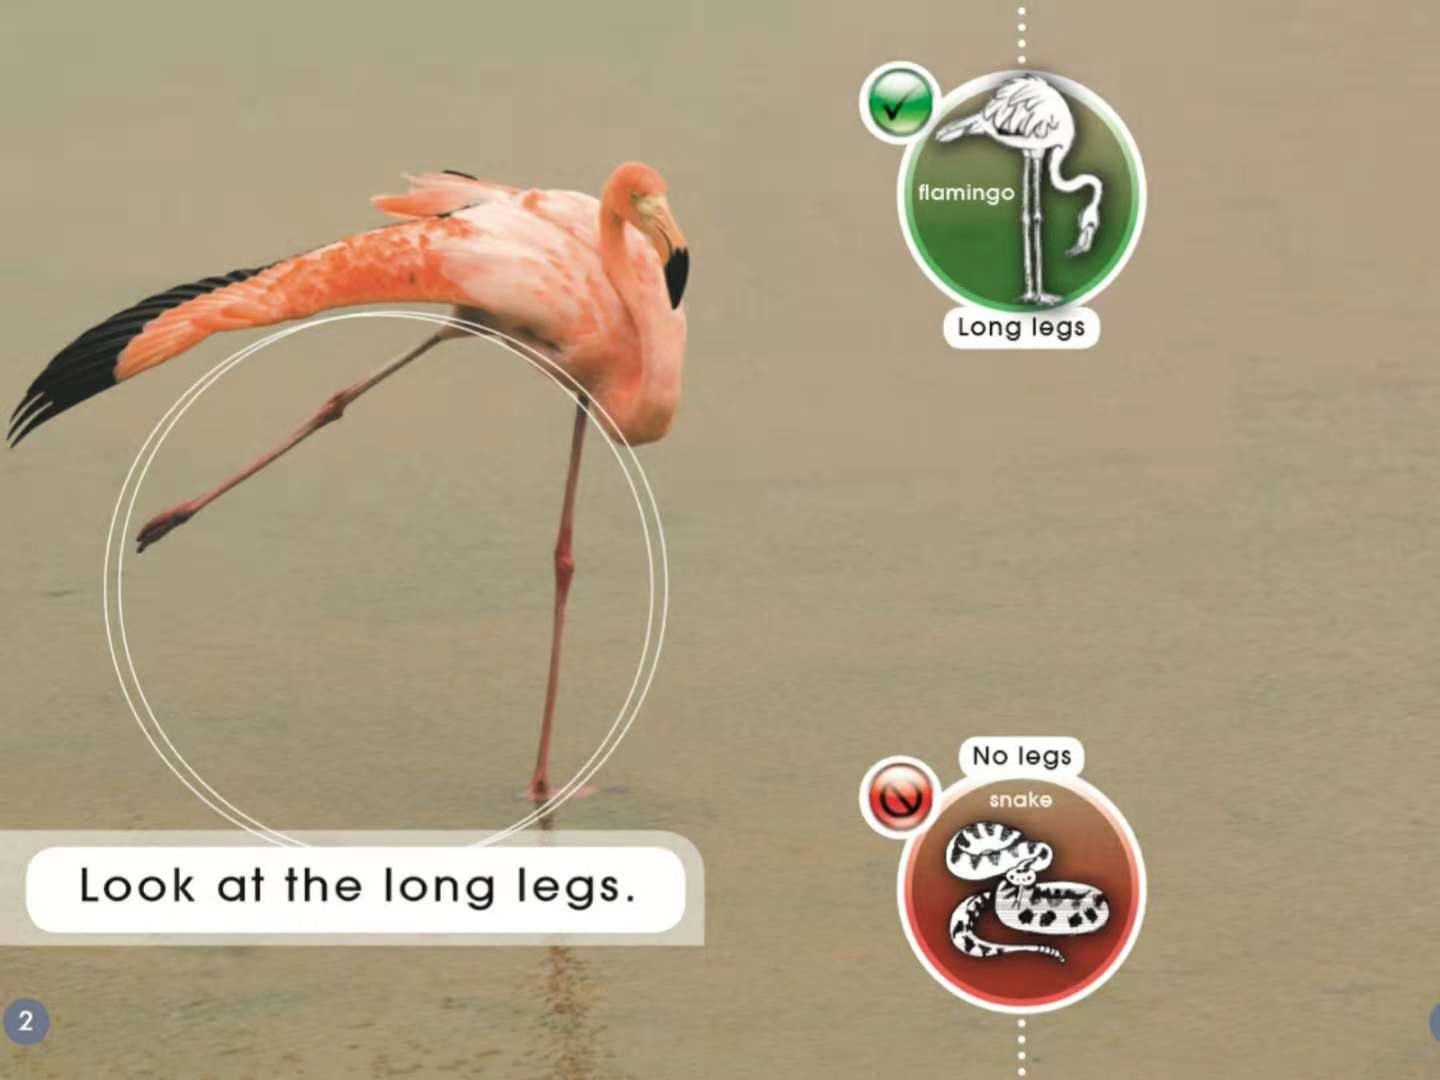 flamingo
Long legs
No legs
snake
Look at the long legs.
2